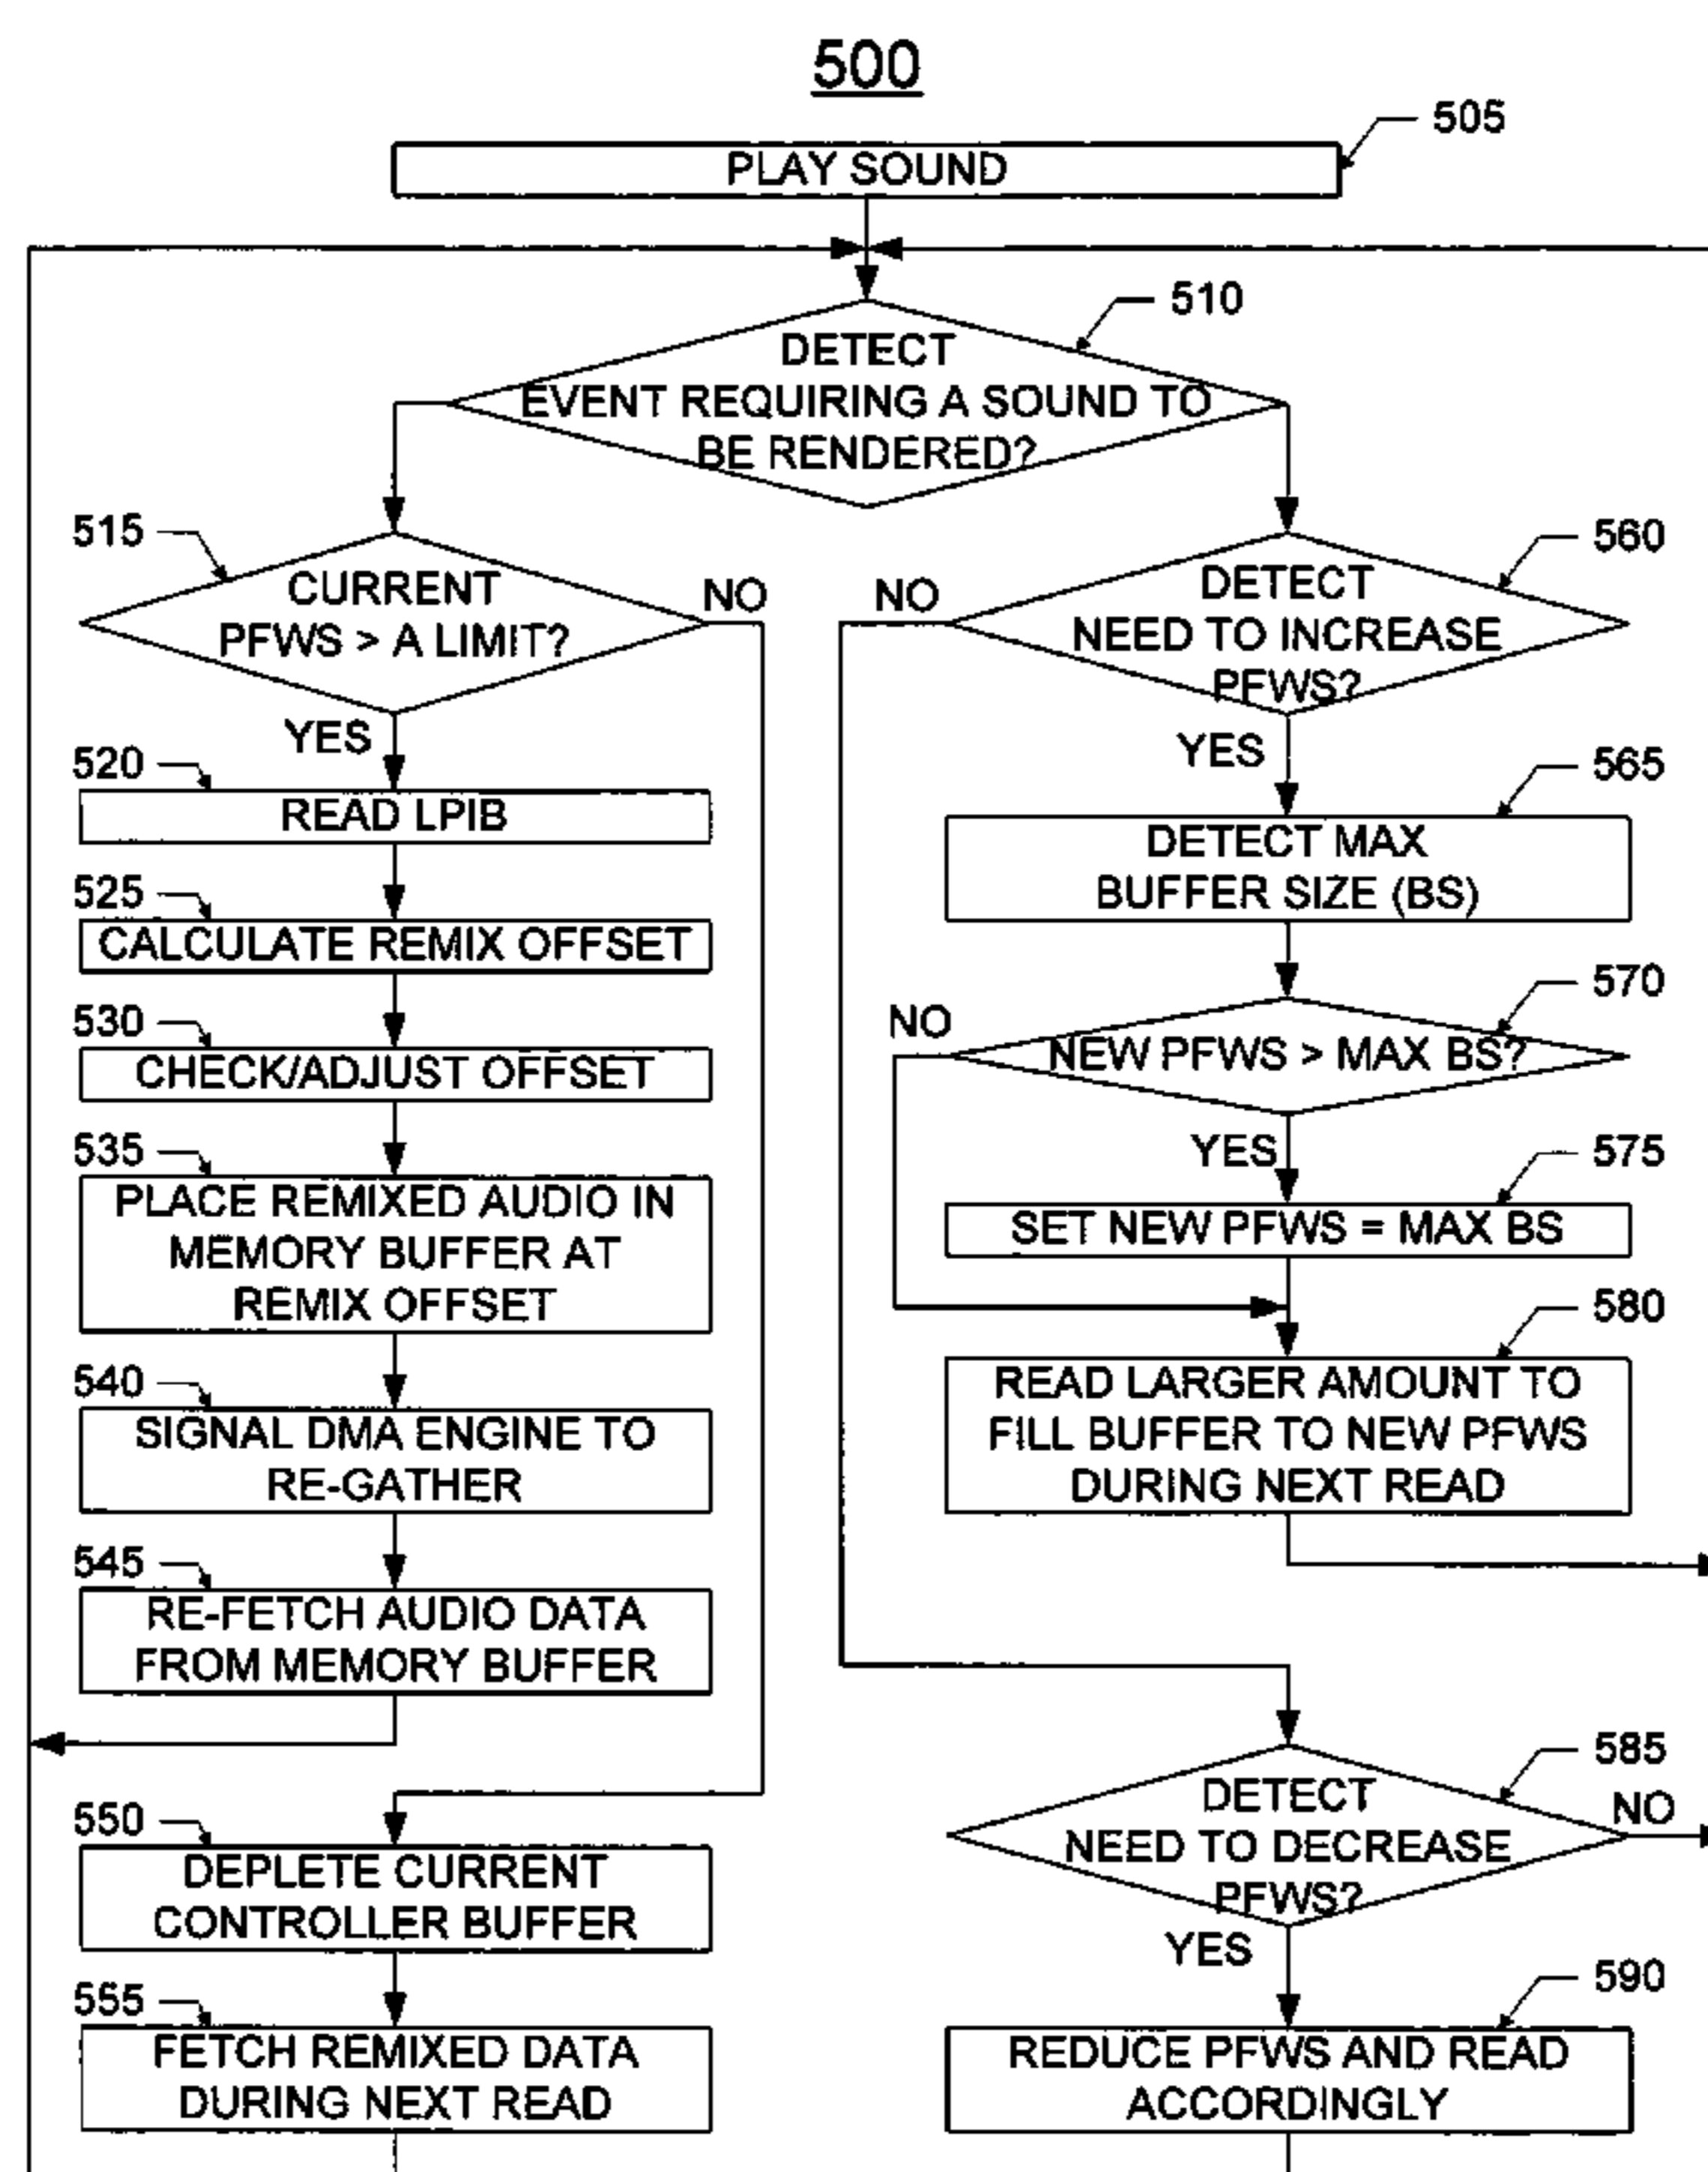 500
505
PLAY SOUND
510
DETECT
EVENT REQUIRING A SOUND TO
BE RENDERED?
515
CURRENT
PFWS > A LIMIT?
NO
YES
520
READ LPIB
525
CALCULATE REMIX OFFSET
530
CHECK/ADJUST OFFSET
535
PLACE REMIXED AUDIO IN
MEMORY BUFFER AT
REMIX OFFSET
540
SIGNAL DMA ENGINE TO
RE-GATHER
545
RE-FETCH AUDIO DATA
FROM MEMORY BUFFER
550
DEPLETE CURRENT
CONTROLLER BUFFER
555
FETCH REMIXED DATA
DURING NEXT READ
560
DETECT
NEED TO INCREASE
PFWS?
NO
YES
565
DETECT MAX
BUFFER SIZE (BS)
570
NEW PFWS > MAX BS?
NO
YES
575
SET NEW PFWS = MAX BS
580
READ LARGER AMOUNT TO
FILL BUFFER TO NEW PFWS
DURING NEXT READ
585
DETECT
NEED TO DECREASE
PFWS?
NO
YES
590
REDUCE PFWS AND READ
ACCORDINGLY